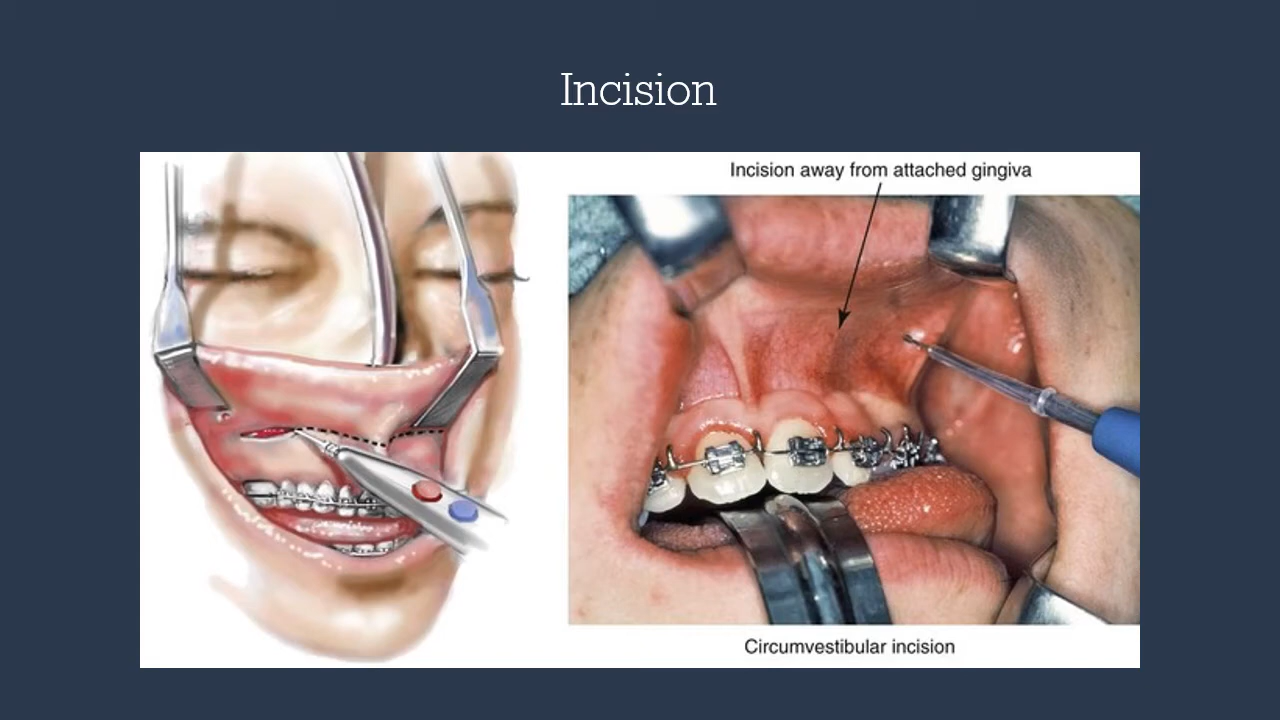 Incision
Incision away from attached gingiva
Circumvestibular incision